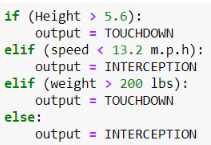 if (Height > 5.6):
    output = TOUCHDOWN
elif (speed < 13.2 m.p.h):
    output = INTERCEPTION
elif (weight > 200 lbs):
    output = TOUCHDOWN
else:
    output = INTERCEPTION